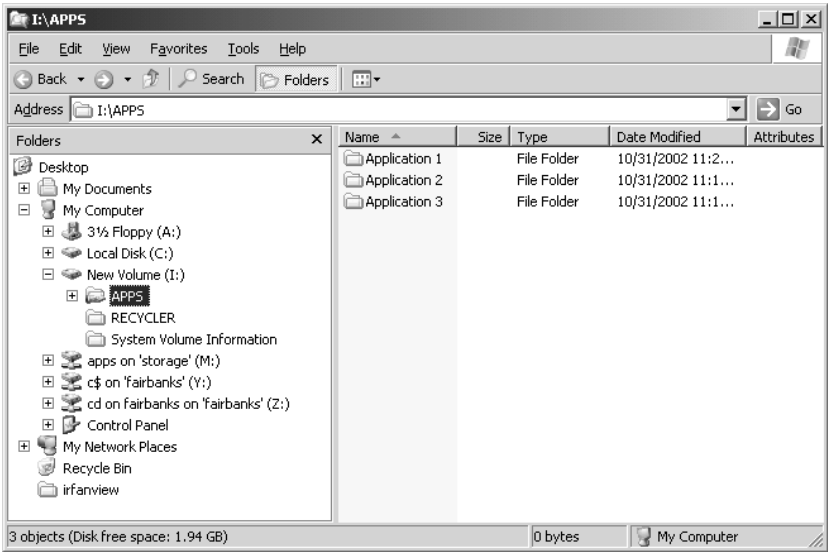 I:\APPS
File Edit View Favorites Tools Help
Back Search Folders
Address I:\APPS Go
Folders x Name Size Type Date Modified Attributes
Desktop
My Documents
My Computer
3½ Floppy (A:)
Local Disk (C:)
New Volume (I:)
APPS
RECYCLER
System Volume Information
apps on 'storage' (M:)
c$ on 'fairbanks' (Y:)
cd on fairbanks on 'fairbanks' (Z:)
Control Panel
My Network Places
Recycle Bin
irfanview
Application 1 File Folder 10/31/2002 11:2...
Application 2 File Folder 10/31/2002 11:1...
Application 3 File Folder 10/31/2002 11:1...
3 objects (Disk free space: 1.94 GB) 0 bytes My Computer